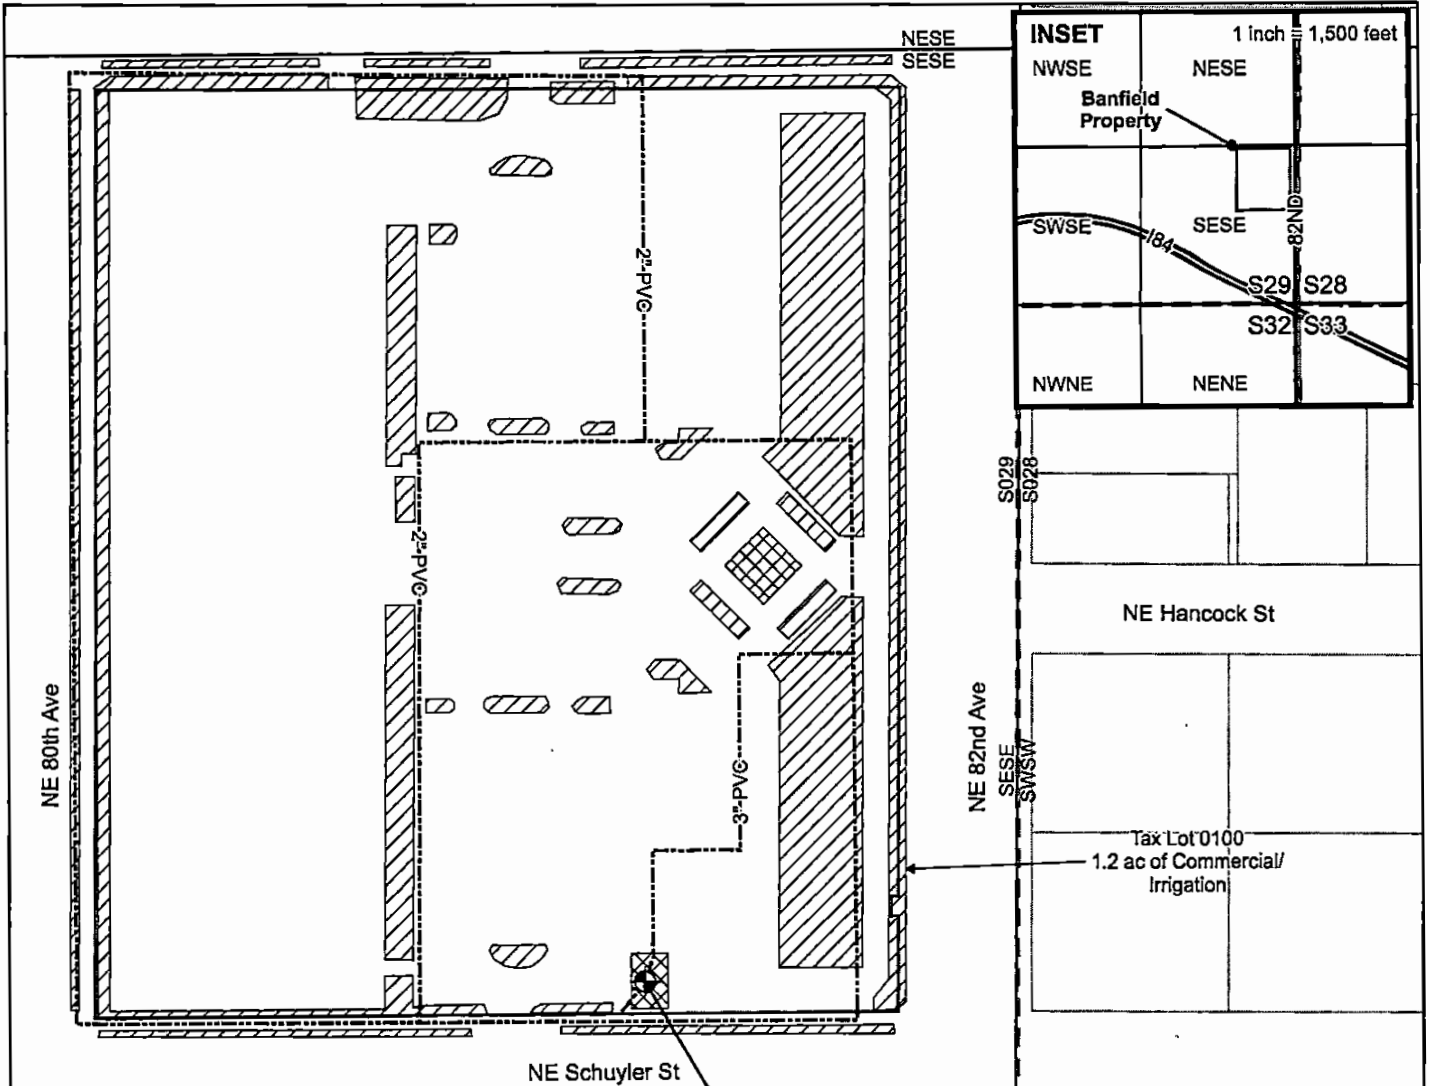 NESE
SESE
INSET
1 inch = 1,500 feet
NWSE
NESE
Banfield
Property
SWSE
I84
SESE
82ND
S29
S28
S32
S33
NWNE
NENE
2"-PVC
2"-PVC
3"-PVC
S029
S028
NE Hancock St
NE 80th Ave
NE 82nd Ave
SESE
SWSW
Tax Lot 0100
1.2 ac of Commercial/
Irrigation
NE Schuyler St